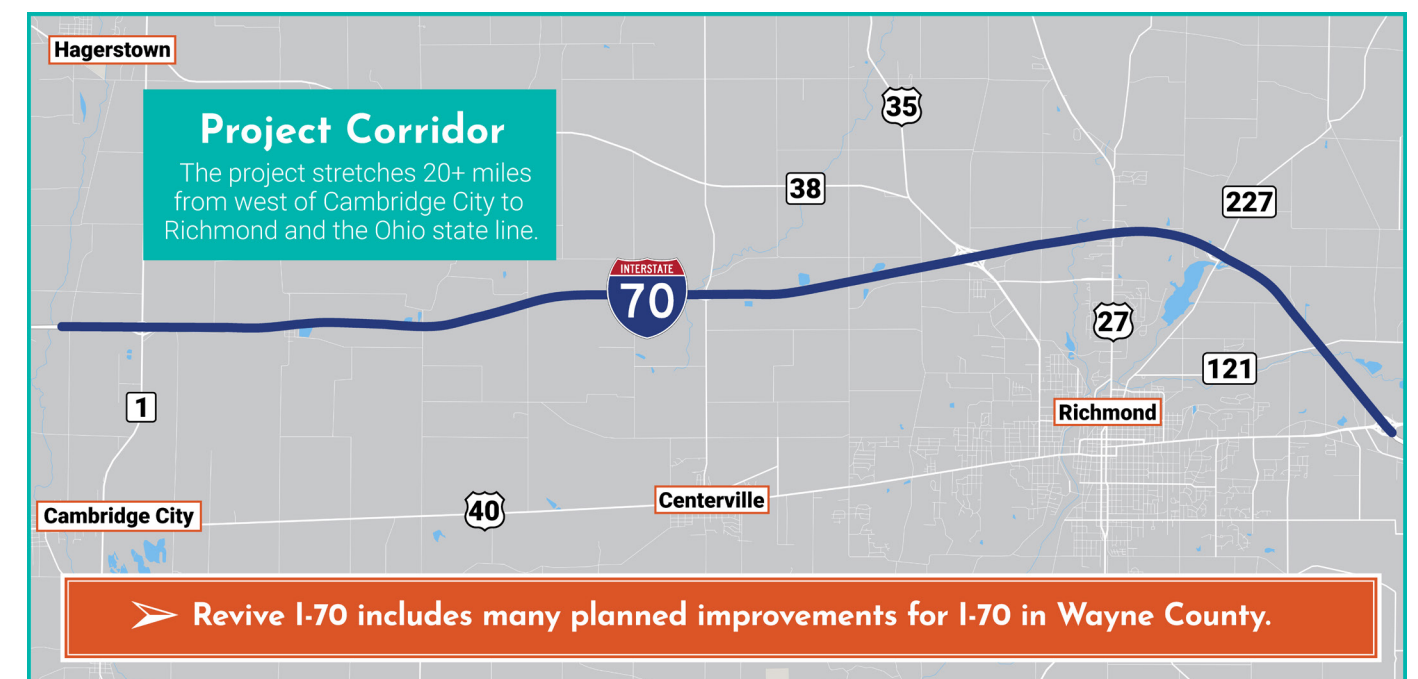 Hagerstown
Project Corridor
The project stretches 20+ miles
from west of Cambridge City to
Richmond and the Ohio state line.
35
38
227
INTERSTATE
70
27
121
1
Richmond
Centerville
40
Cambridge City
Revive I-70 includes many planned improvements for I-70 in Wayne County.